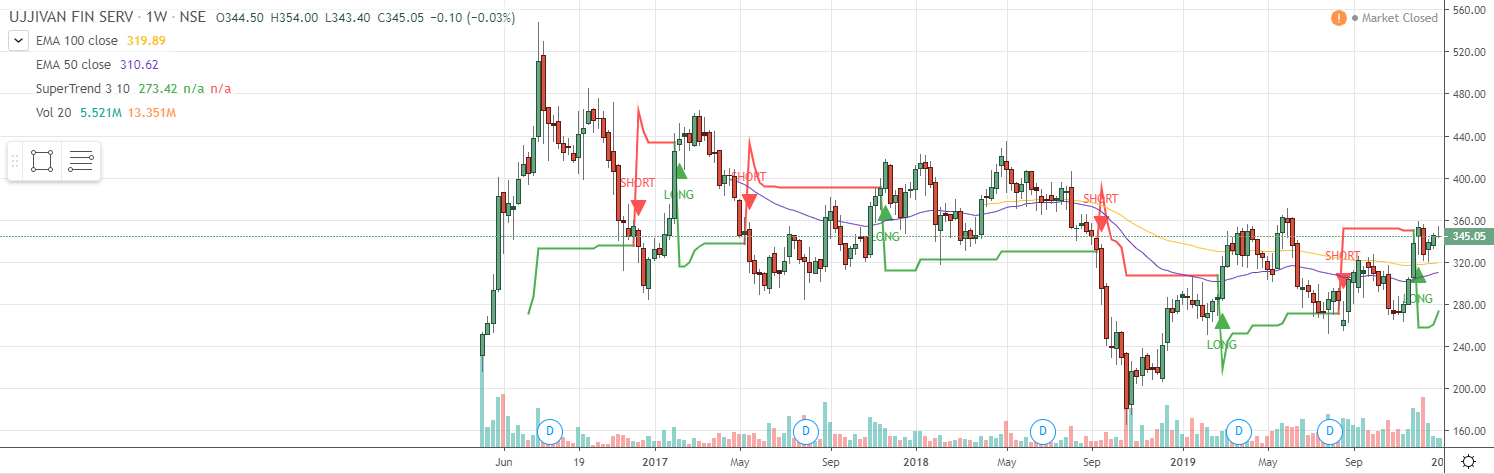 UJJIVAN FIN SERV · 1W · NSE O344.50 H354.00 L343.40 C345.05 −0.10 (−0.03%)
! Market Closed
EMA 100 close 319.89
EMA 50 close 310.62
SuperTrend 3 10 273.42 n/a n/a
Vol 20 5.521M 13.351M
560.00
520.00
480.00
440.00
400.00
360.00
345.05
320.00
280.00
240.00
200.00
160.00
SHORT
LONG
SHORT
LONG
SHORT
LONG
SHORT
LONG
D
D
D
D
D
Jun 19 2017 May Sep 2018 May Sep 2019 May Sep 20